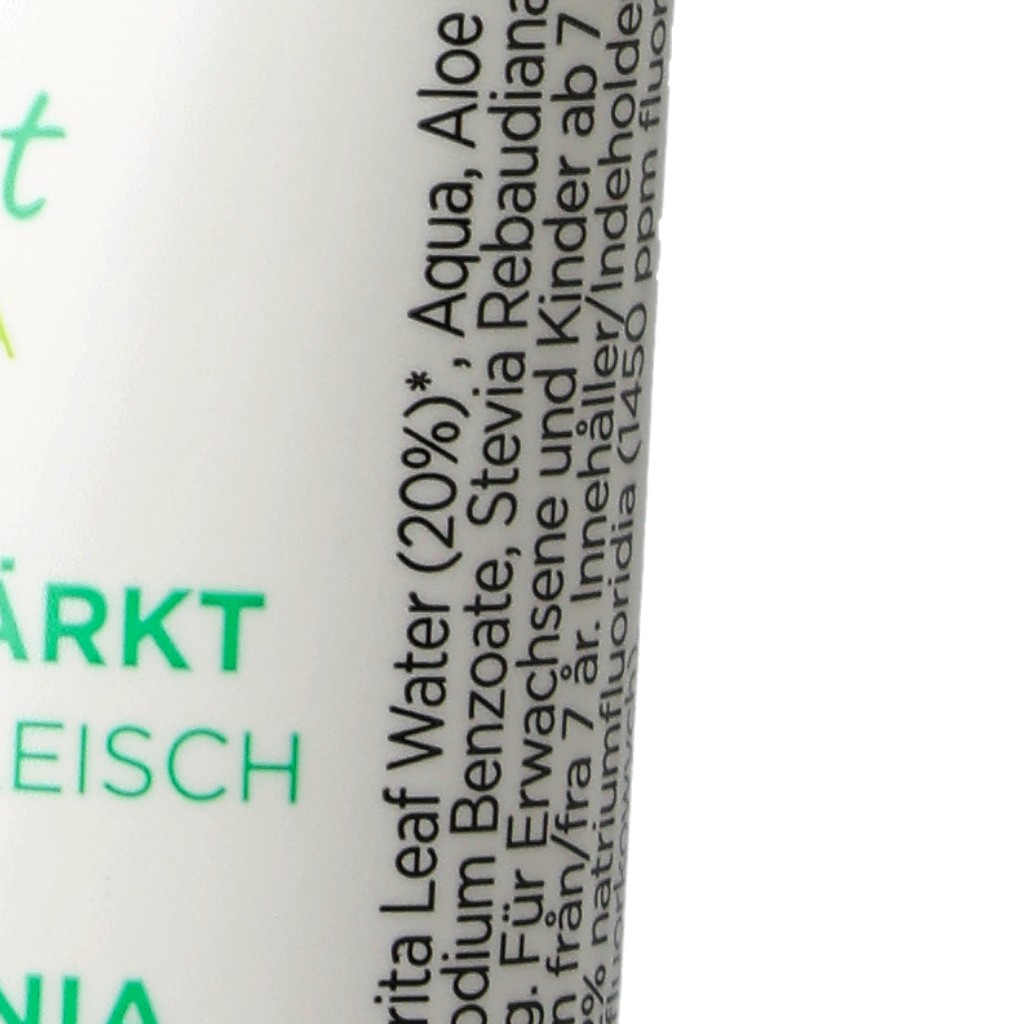 t
A
ÄRKT
EISCH
NIA
rita Leaf Water (20%)*, Aqua, Aloe
odium Benzoate, Stevia Rebaudiana
g. Für Erwachsene und Kinder ab 7
n från/fra 7 år. Innehåller/Indeholde
% natriumfluoridia (1450 ppm fluor